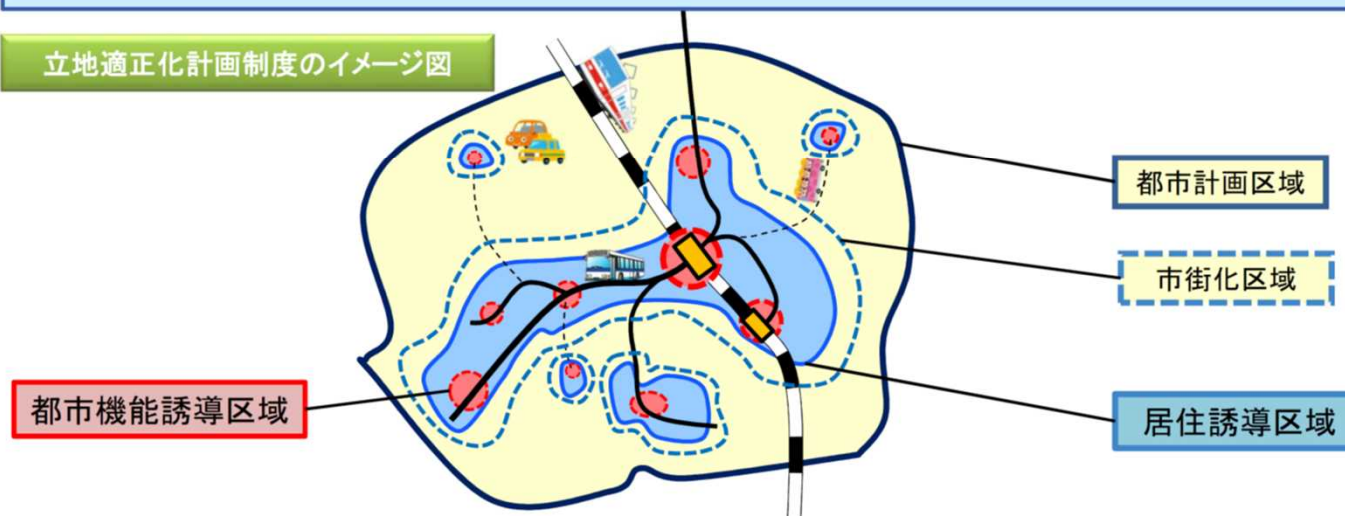 立地適正化計画制度のイメージ図
都市計画区域
市街化区域
都市機能誘導区域
居住誘導区域